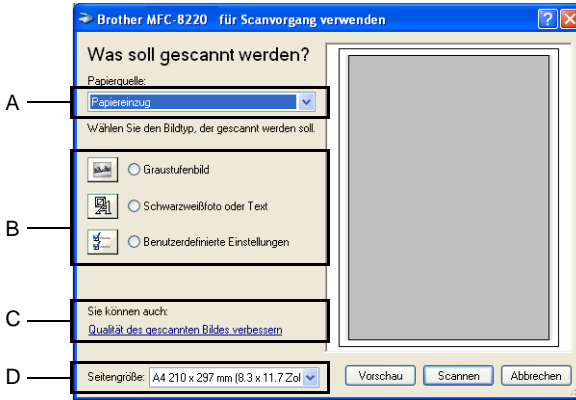 Brother MFC-8220 für Scanvorgang verwenden
Was soll gescannt werden?
Papierquelle:
A
Papiereinzug
Wählen Sie den Bildtyp, der gescannt werden soll.
Graustufenbild
B
Schwarzweißfoto oder Text
Benutzerdefinierte Einstellungen
C
Sie können auch:
Qualität des gescannten Bildes verbessern
D
Seitengröße: A4 210 x 297 mm (8.3 x 11.7 Zol
Vorschau Scannen Abbrechen